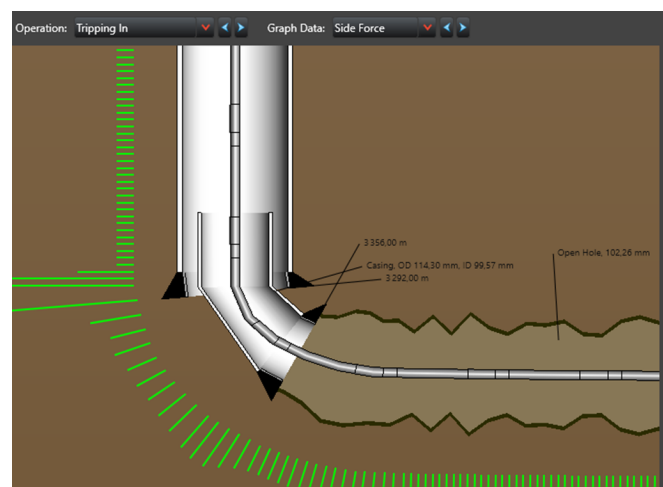 Operation: Tripping In Graph Data: Side Force
3 356,00 m
Open Hole, 102,26 mm
Casing, OD 114,30 mm, ID 99,57 mm
3 292,00 m